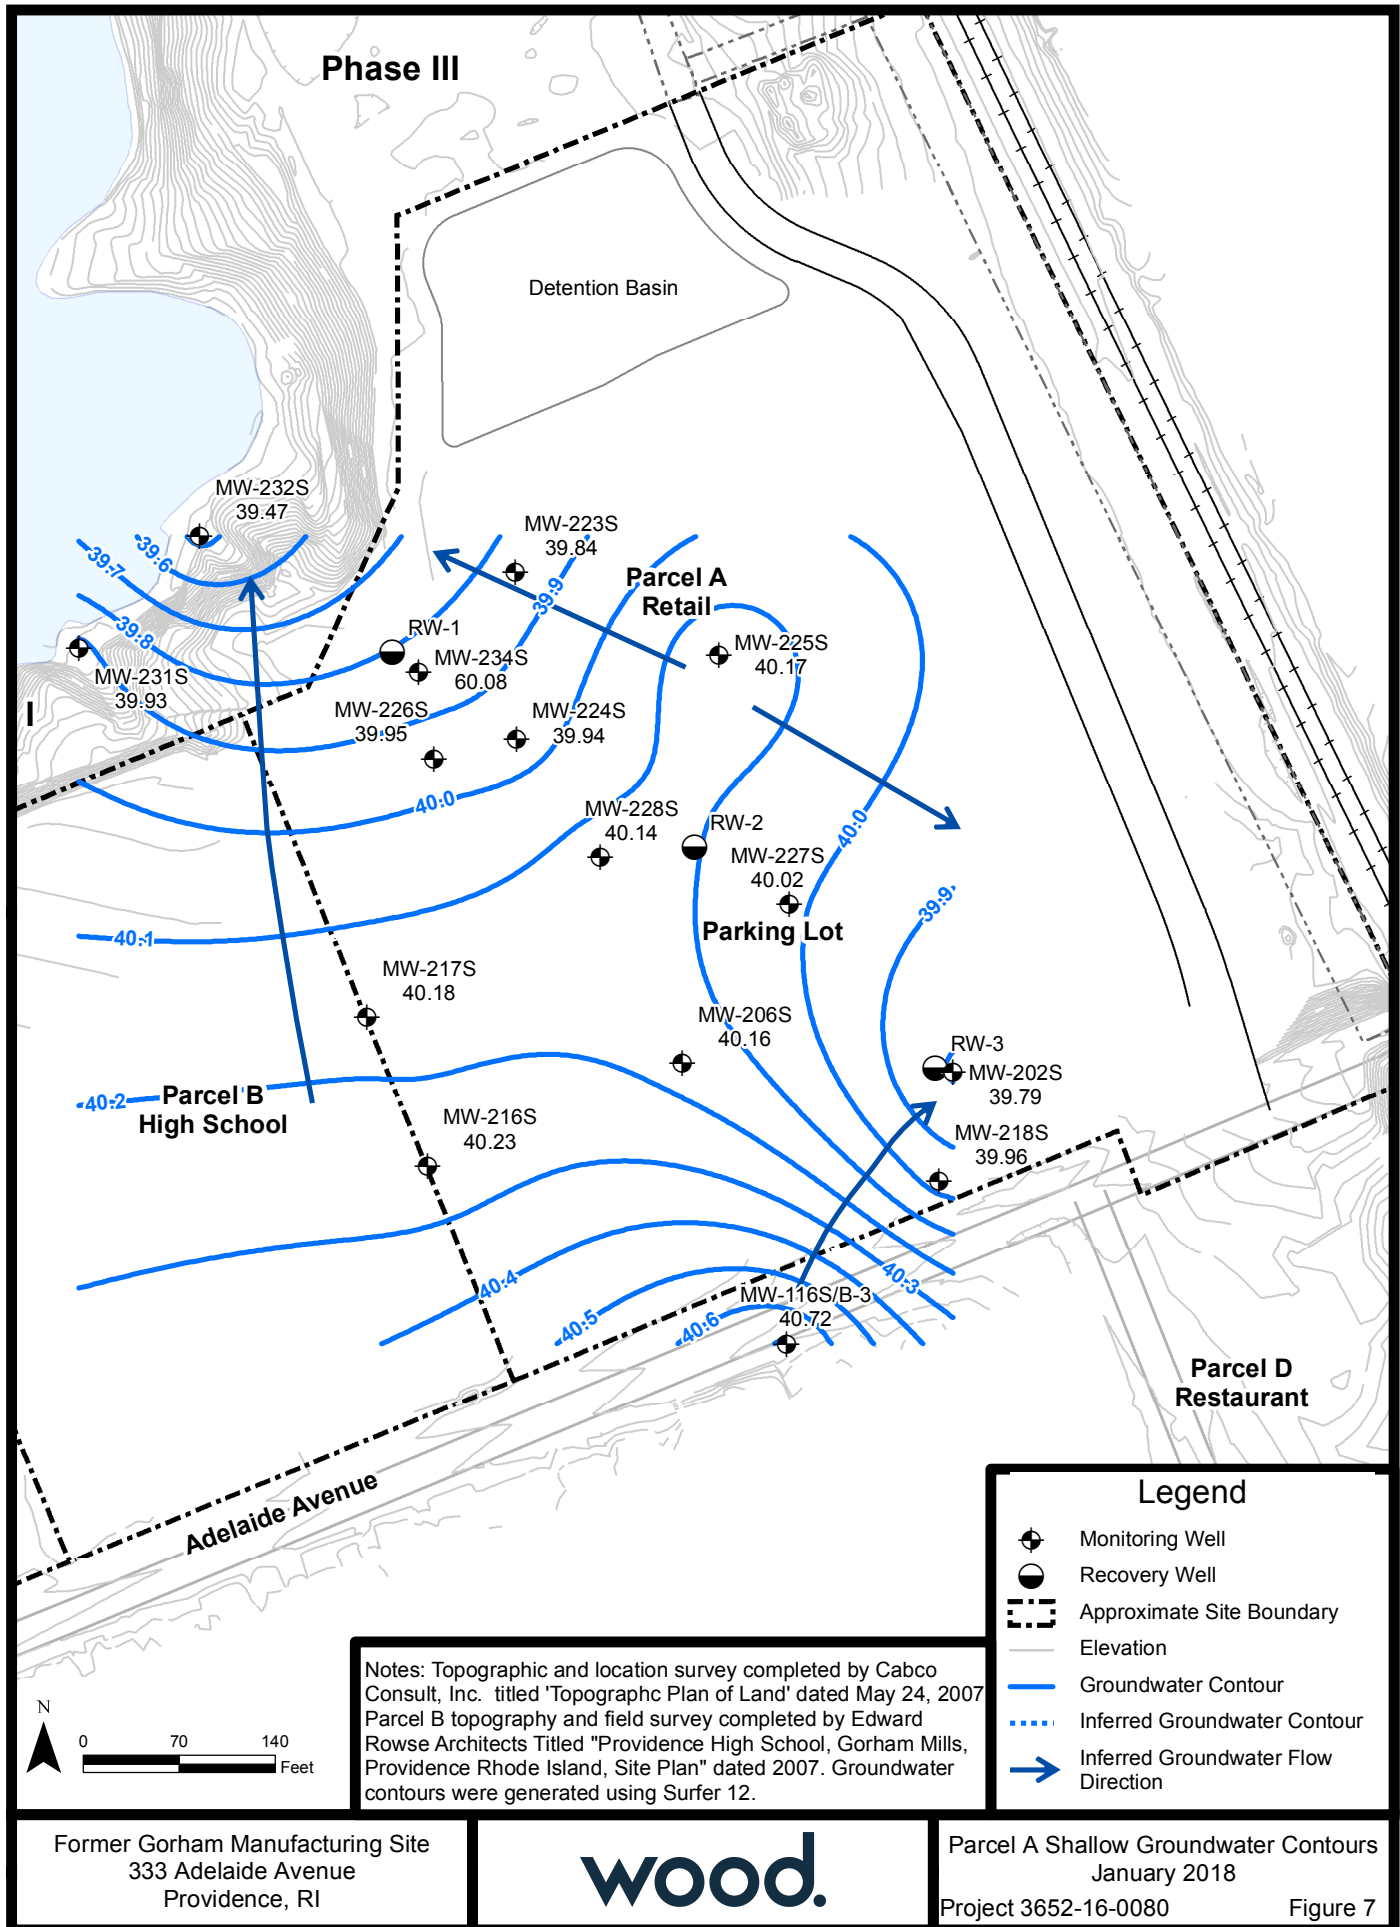 Phase III
Detention Basin
MW-232S
39.47
MW-223S
39.84
39.6
39.7
39.9
Parcel A
Retail
39.8
RW-1
MW-225S
40.17
MW-234S
60.08
MW-231S
39.93
I
MW-226S
39.95
MW-224S
39.94
40.0
MW-228S
40.14
RW-2
40.0
MW-227S
40.02
39.9
Parking Lot
40.1
MW-217S
40.18
MW-206S
40.16
RW-3
MW-202S
39.79
40.2
Parcel B
High School
MW-216S
40.23
MW-218S
39.96
40.4
40.3
MW-116S/B-3
40.72
40.5
40.6
Parcel D
Restaurant
Adelaide Avenue
Legend
Monitoring Well
Recovery Well
Approximate Site Boundary
Elevation
Groundwater Contour
Inferred Groundwater Contour
Inferred Groundwater Flow
Direction
N
0 70 140
Feet
Notes: Topographic and location survey completed by Cabco
Consult, Inc. titled 'Topographc Plan of Land' dated May 24, 2007
Parcel B topography and field survey completed by Edward
Rowse Architects Titled "Providence High School, Gorham Mills,
Providence Rhode Island, Site Plan" dated 2007. Groundwater
contours were generated using Surfer 12.
Former Gorham Manufacturing Site
333 Adelaide Avenue
Providence, RI
wood.
Parcel A Shallow Groundwater Contours
January 2018
Project 3652-16-0080 Figure 7